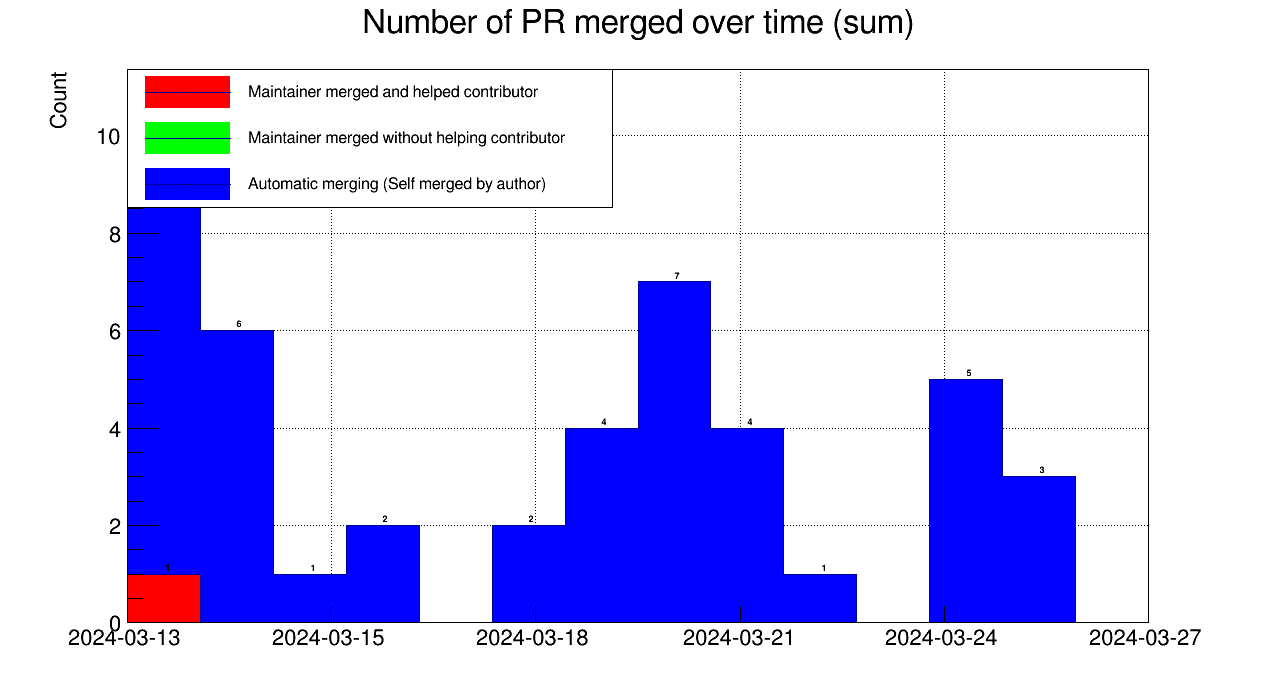 Number of PR merged over time (sum)
Count
Maintainer merged and helped contributor
Maintainer merged without helping contributor
Automatic merging (Self merged by author)
10
8
6
4
2
0
7
6
5
4
4
3
2
2
1
1
1
2024-03-13 2024-03-15 2024-03-18 2024-03-21 2024-03-24 2024-03-27